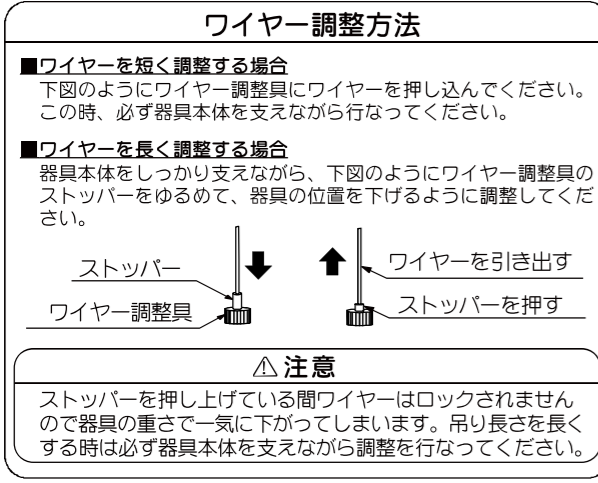 ワイヤー調整方法
■ワイヤーを短く調整する場合
下図のようにワイヤー調整具にワイヤーを押し込んでください。
この時、必ず器具本体を支えながら行なってください。
■ワイヤーを長く調整する場合
器具本体をしっかり支えながら、下図のようにワイヤー調整具の
ストッパーをゆるめて、器具の位置を下げるように調整してくだ
さい。
ストッパー
ワイヤー調整具
ワイヤーを引き出す
ストッパーを押す
⚠注意
ストッパーを押し上げている間ワイヤーはロックされません
ので器具の重さで一気に下がってしまいます。吊り長さを長く
する時は必ず器具本体を支えながら調整を行なってください。